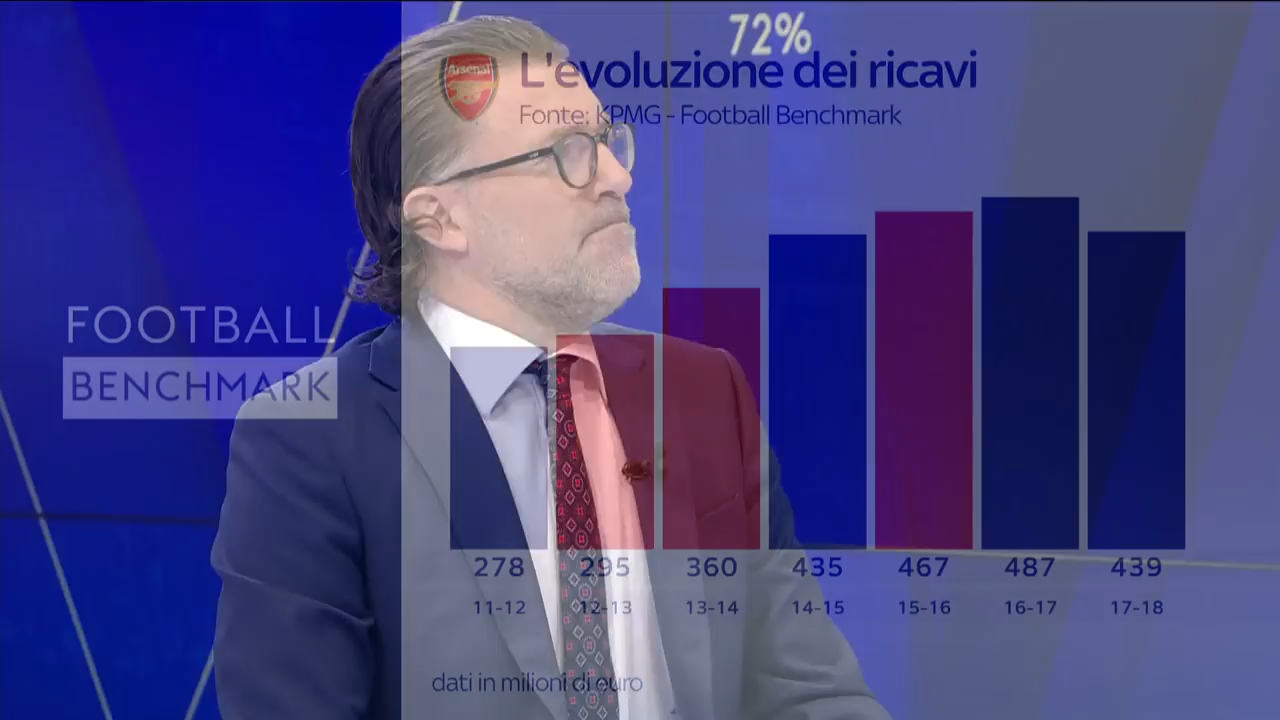 72%
Arsenal
L'evoluzione dei ricavi
Fonte: KPMG - Football Benchmark
FOOTBALL
BENCHMARK
278 295 360 435 467 487 439
11-12 12-13 13-14 14-15 15-16 16-17 17-18
dati in milioni di euro